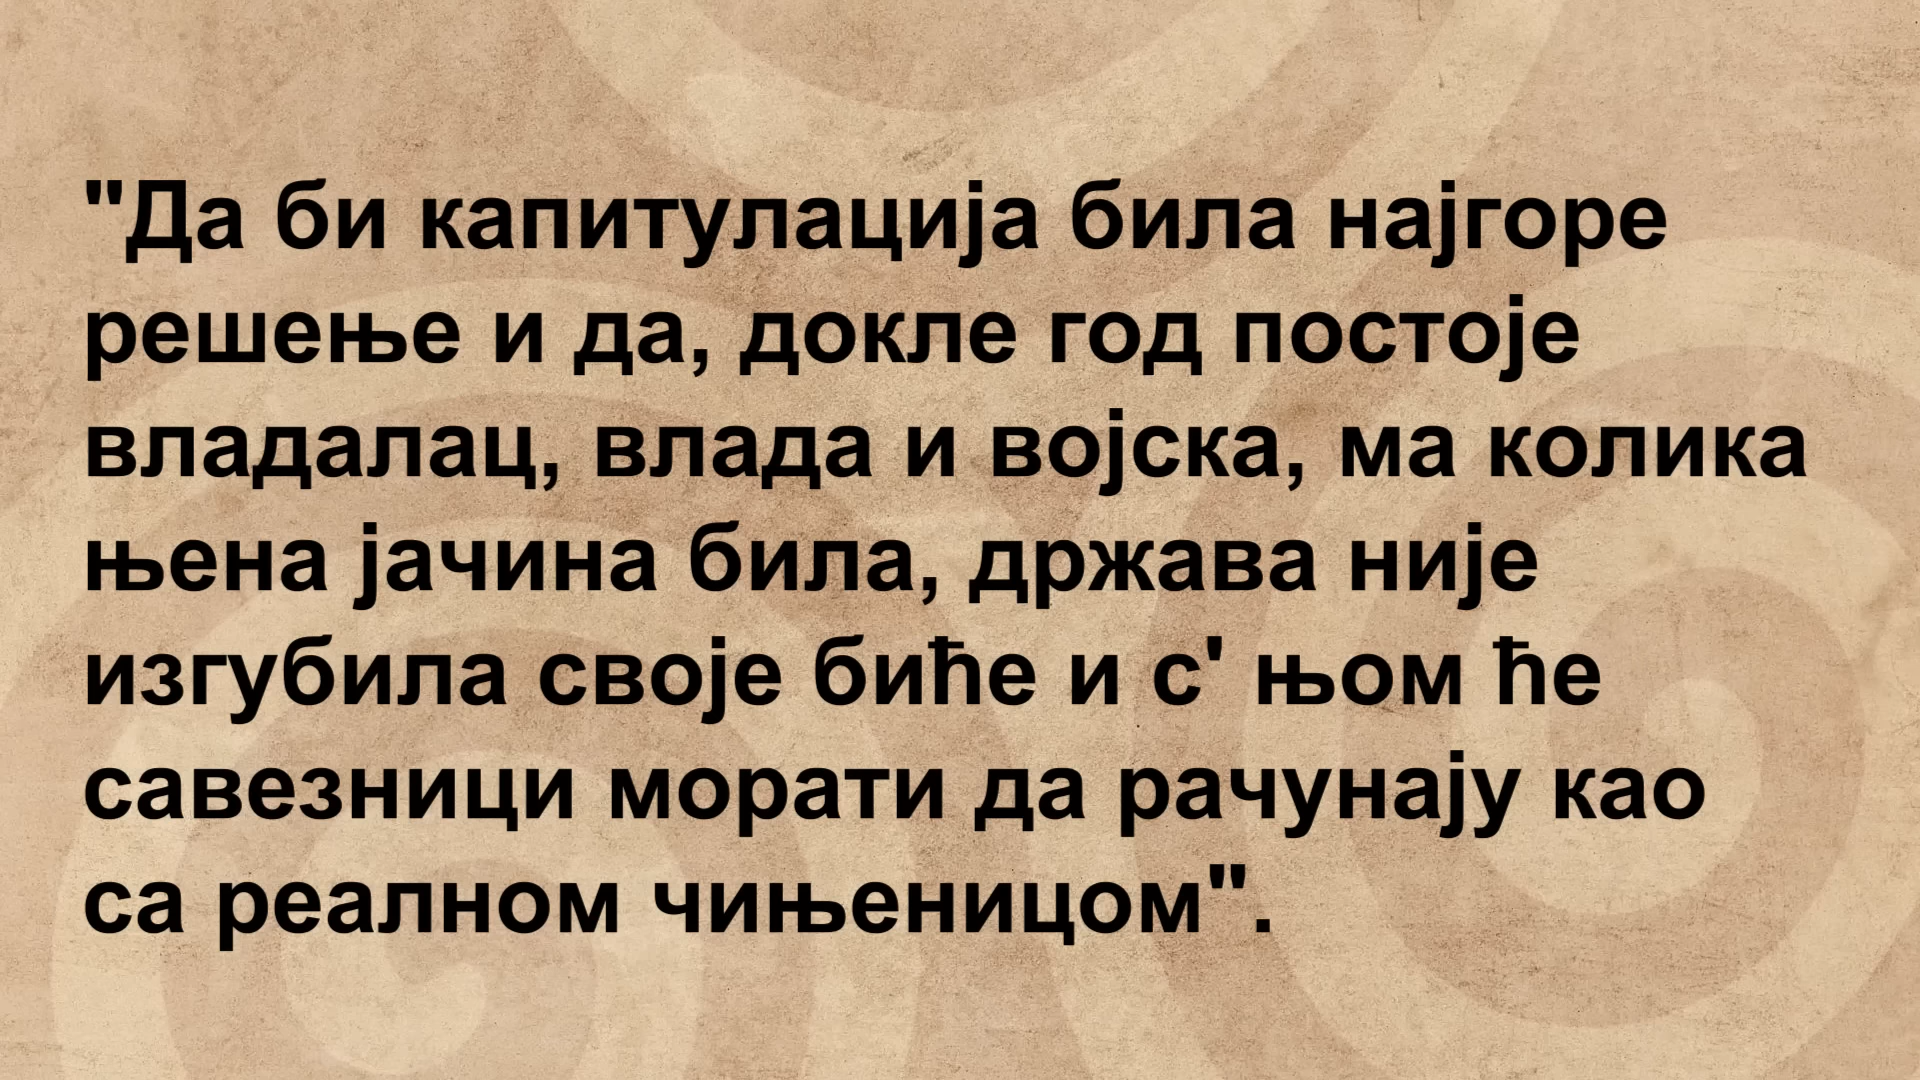 "Да би капитулација била најгоре
решење и да, докле год постоје
владалац, влада и војска, ма колика
њена јачина била, држава није
изгубила своје биће и с' њом ће
савезници морати да рачунају као
са реалном чињеницом".